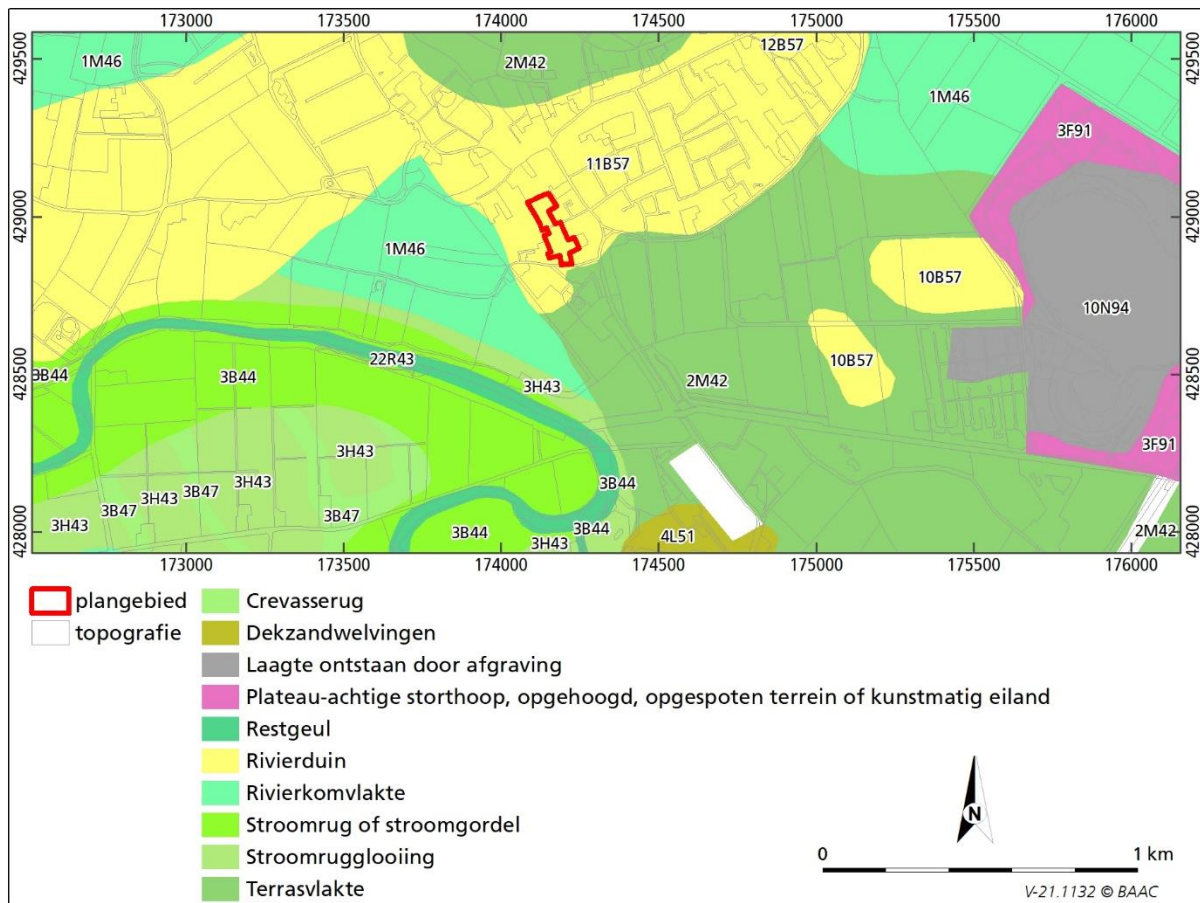 173000 173500 174000 174500 175000 175500 176000
429500 429500
12B57
1M46
2M42
1M46
3F91
11B57
429000 429000
1M46
10B57
10N94
10B57
22R43
428500 428500
3B44
3B44
3H43
2M42
3H43
3F91
3H43
3B47
3B44
3H43
3B47
3H43
3B47
3B44
3B44
3H43
4L51
2M42
428000 428000
173000 173500 174000 174500 175000 175500 176000
plangebied
topografie
Crevasserug
Dekzandwelvingen
Laagte ontstaan door afgraving
Plateau-achtige storthoop, opgehoogd, opgespoten terrein of kunstmatig eiland
Restgeul
Rivierduin
Rivierkomvlakte
Stroomrug of stroomgordel
Stroomrugglooiing
Terrasvlakte
N
0 1 km
V-21.1132 © BAAC